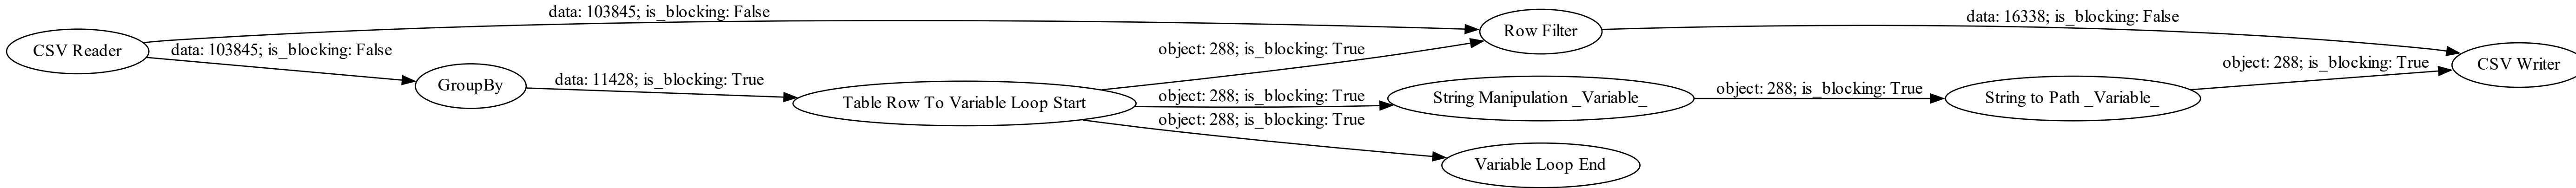 CSV Reader
data: 103845; is_blocking: False
data: 103845; is_blocking: False
GroupBy
data: 11428; is_blocking: True
Table Row To Variable Loop Start
object: 288; is_blocking: True
object: 288; is_blocking: True
object: 288; is_blocking: True
Row Filter
String Manipulation _Variable_
Variable Loop End
object: 288; is_blocking: True
String to Path _Variable_
data: 16338; is_blocking: False
object: 288; is_blocking: True
CSV Writer